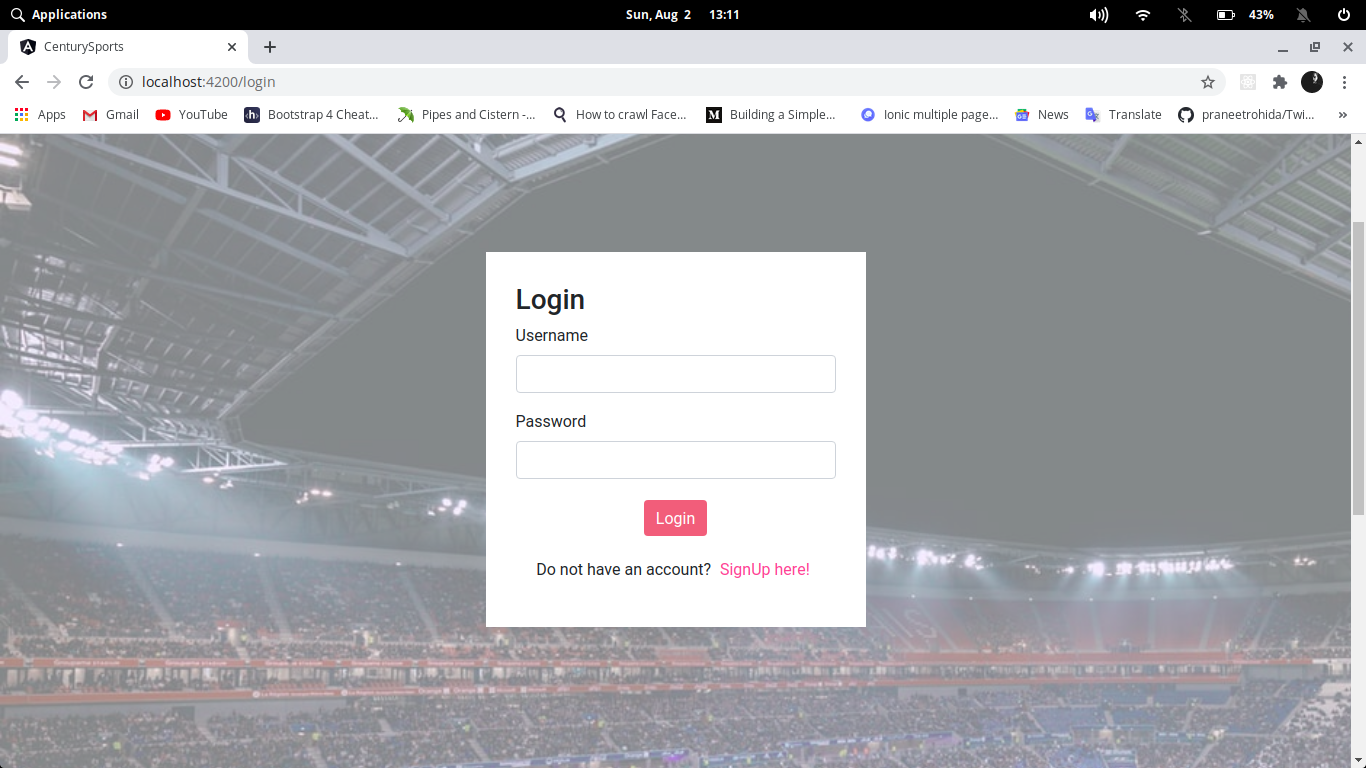 Applications Sun, Aug 2 13:11 43%
CenturySports
localhost:4200/login
Apps Gmail YouTube Bootstrap 4 Cheat... Pipes and Cistern -... How to crawl Face... Building a Simple... Ionic multiple page... News Translate praneetrohida/Twi... »
Login
Username
Password
Login
Do not have an account? SignUp here!